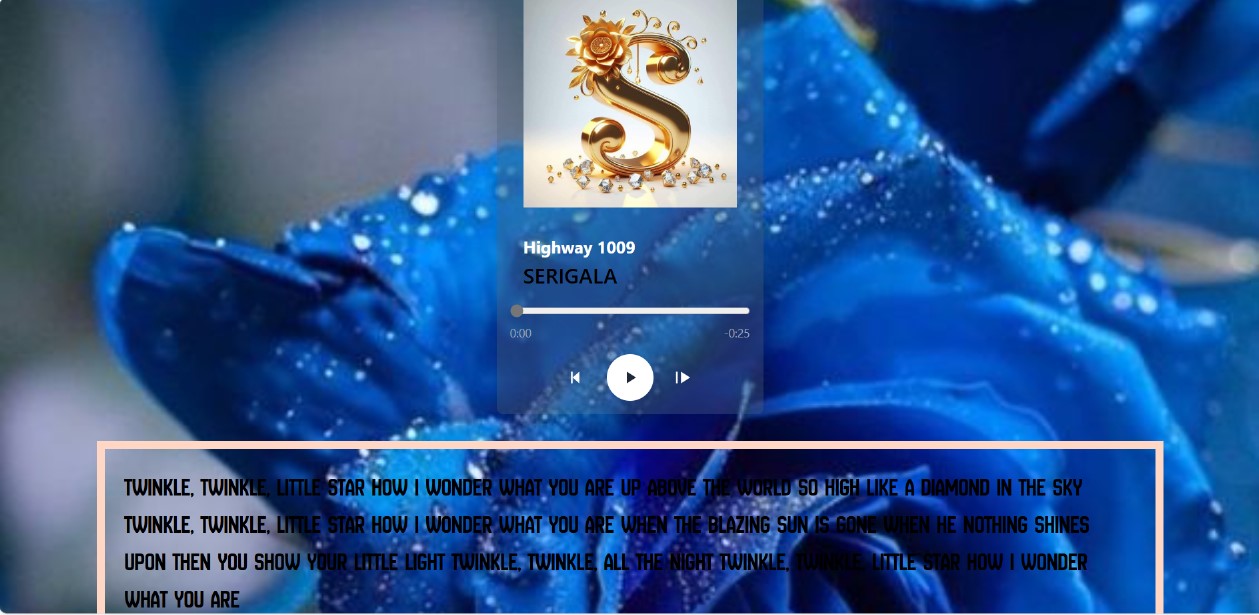 S
Highway 1009
SERIGALA
0:00 -0:25
TWINKLE, TWINKLE, LITTLE STAR HOW I WONDER WHAT YOU ARE UP ABOVE THE WORLD SO HIGH LIKE A DIAMOND IN THE SKY
TWINKLE, TWINKLE, LITTLE STAR HOW I WONDER WHAT YOU ARE WHEN THE BLAZING SUN IS GONE WHEN HE NOTHING SHINES
UPON THEN YOU SHOW YOUR LITTLE LIGHT TWINKLE, TWINKLE, ALL THE NIGHT TWINKLE, TWINKLE, LITTLE STAR HOW I WONDER
WHAT YOU ARE